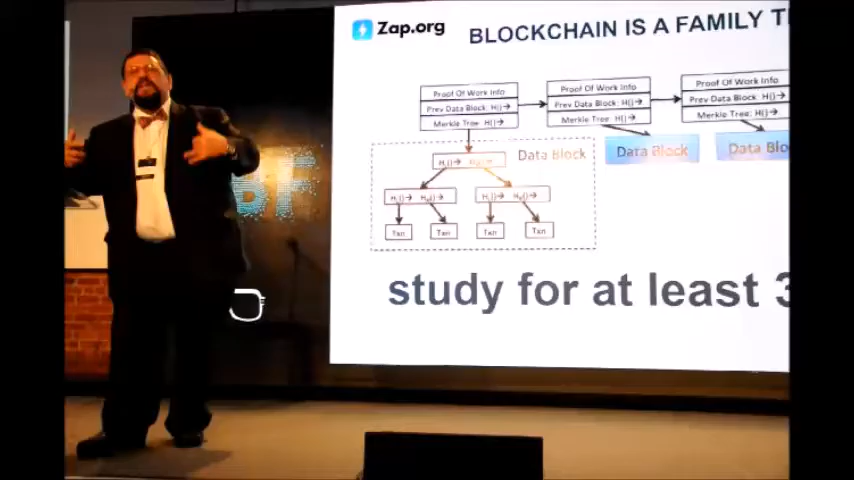 Zap.org
BLOCKCHAIN IS A FAMILY T
Proof Of Work Info
Prev Data Block: H()→
Merkle Tree: H()→
Proof Of Work Info
Prev Data Block: H()→
Merkle Tree: H()→
Proof Of Work Info
Prev Data Block: H()→
Merkle Tree: H()→
Data Block
Data Block
Data Blo
Txn
Txn
Txn
Txn
study for at least 3
BF